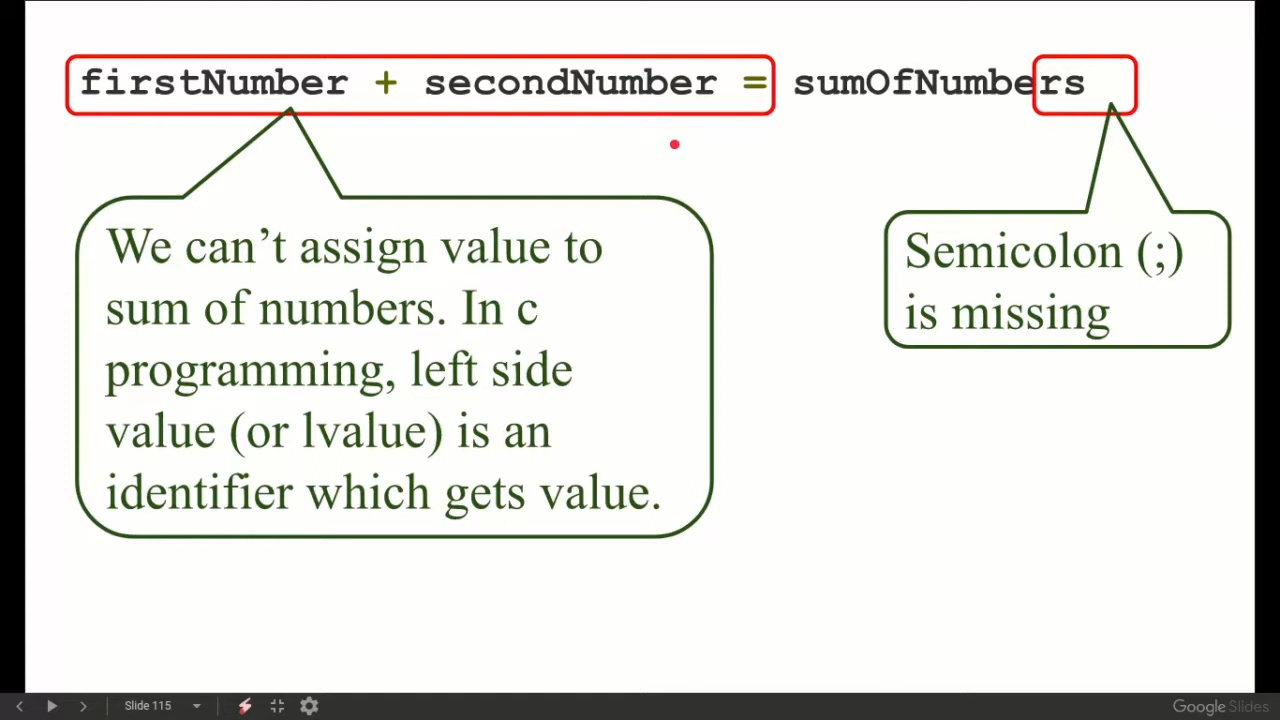 firstNumber + secondNumber = sumOfNumbers
We can’t assign value to
sum of numbers. In c
programming, left side
value (or lvalue) is an
identifier which gets value.
Semicolon (;)
is missing
Slide 115
Google Slides